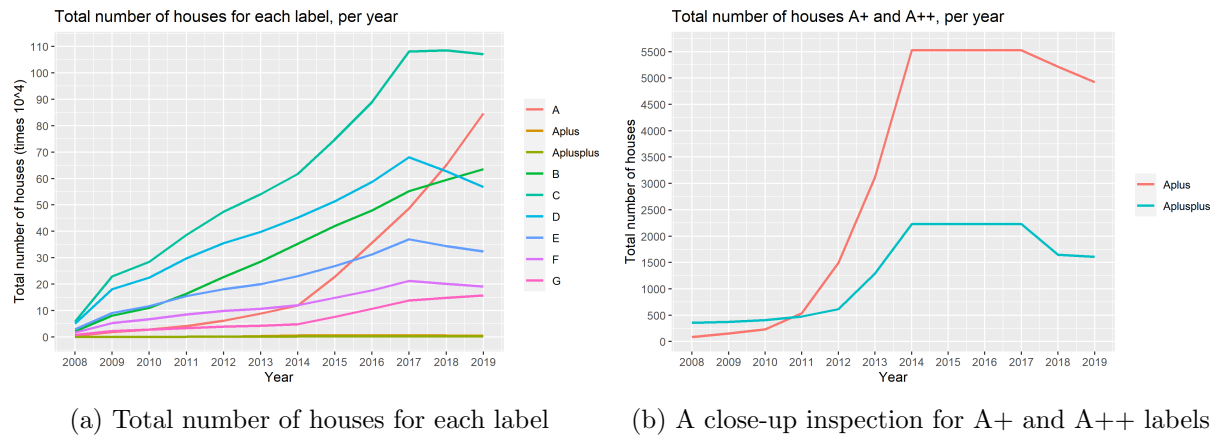 Total number of houses for each label, per year
Total number of houses (times 10^4)
110
100
90
80
70
60
50
40
30
20
10
0
2008 2009 2010 2011 2012 2013 2014 2015 2016 2017 2018 2019
Year
A
Aplus
Aplusplus
B
C
D
E
F
G
(a) Total number of houses for each label
Total number of houses A+ and A++, per year
Total number of houses
5500
5000
4500
4000
3500
3000
2500
2000
1500
1000
500
0
2008 2009 2010 2011 2012 2013 2014 2015 2016 2017 2018 2019
Year
Aplus
Aplusplus
(b) A close-up inspection for A+ and A++ labels